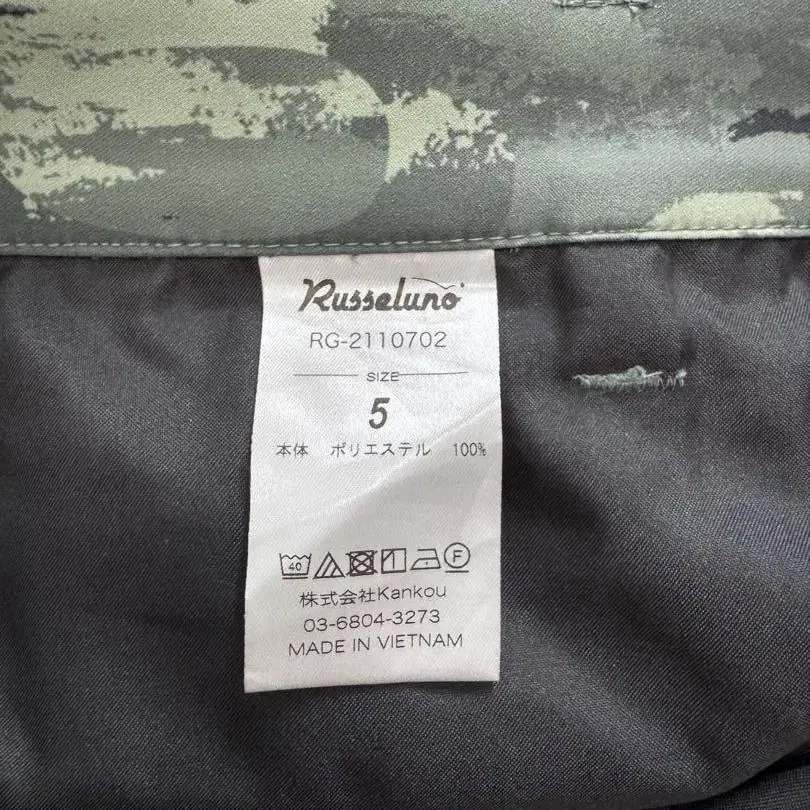 Russeluno
RG-2110702
SIZE
5
本体 ポリエステル 100%
40 F
株式会社Kankou
03-6804-3273
MADE IN VIETNAM